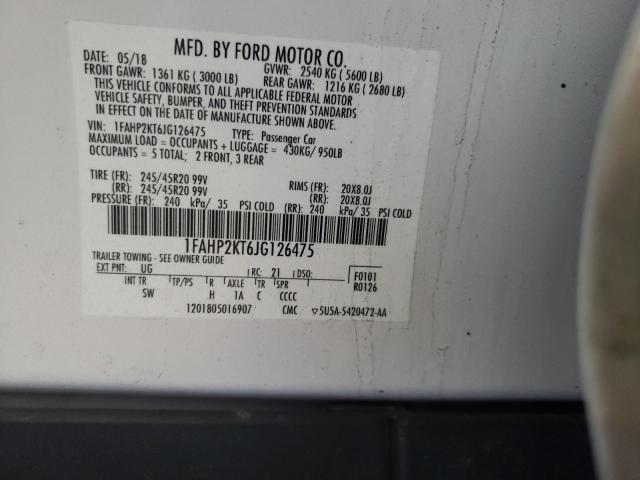 MFD. BY FORD MOTOR CO.
DATE: 05/18 GVWR: 2540 KG ( 5600 LB)
FRONT GAWR: 1361 KG ( 3000 LB) REAR GAWR: 1216 KG ( 2680 LB)
THIS VEHICLE CONFORMS TO ALL APPLICABLE FEDERAL MOTOR
VEHICLE SAFETY, BUMPER, AND THEFT PREVENTION STANDARDS
IN EFFECT ON THE DATE OF MANUFACTURE SHOWN ABOVE.
VIN: 1FAHP2KT6JG126475 TYPE: Passenger Car
MAXIMUM LOAD = OCCUPANTS + LUGGAGE = 430KG/ 950LB
OCCUPANTS = 5 TOTAL; 2 FRONT, 3 REAR
TIRE (FR): 245/45R20 99V RIMS (FR): 20X8.0J
(RR): 245/45R20 99V (RR): 20X8.0J
PRESSURE (FR): 240 kPa/ 35 PSI COLD (RR): 240 kPa/ 35 PSI COLD
1FAHP2KT6JG126475
TRAILER TOWING - SEE OWNER GUIDE
EXT PNT: UG RC: 21 DSO: F0101
INT TR TP/PS R AXLE TR SPR R0126
SW H 1A C CCCC
1201805016907 CMC ▽5U5A-5420472-AA